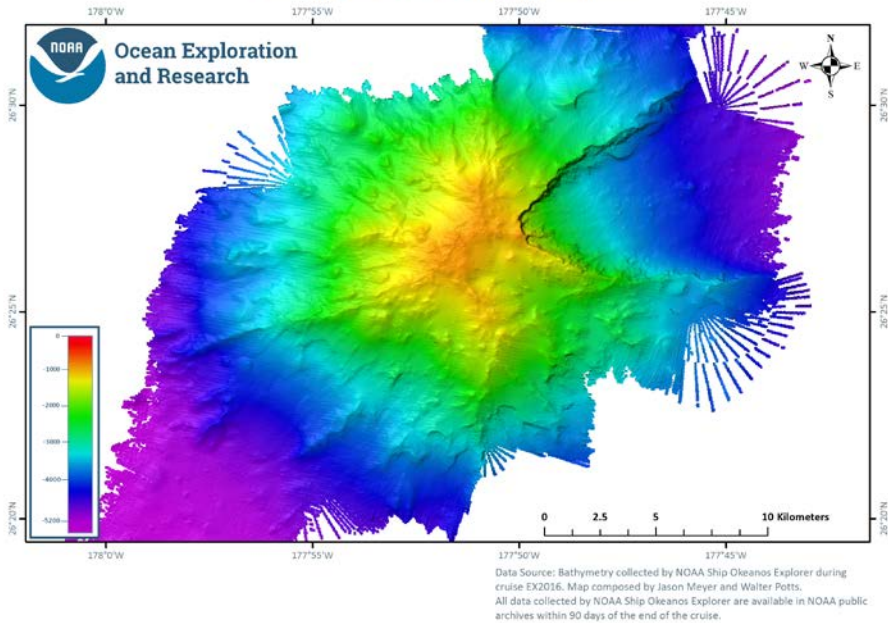 178°0'W 177°55'W 177°50'W 177°45'W
NOAA
Ocean Exploration
and Research
N
W E
S
26°30'N 26°30'N
26°25'N 26°25'N
0
-1000
-2000
-3000
-4000
-5200
26°20'N 26°20'N
0 2.5 5 10 Kilometers
178°0'W 177°55'W 177°50'W 177°45'W
Data Source: Bathymetry collected by NOAA Ship Okeanos Explorer during
cruise EX2016. Map composed by Jason Meyer and Walter Potts.
All data collected by NOAA Ship Okeanos Explorer are available in NOAA public
archives within 90 days of the end of the cruise.